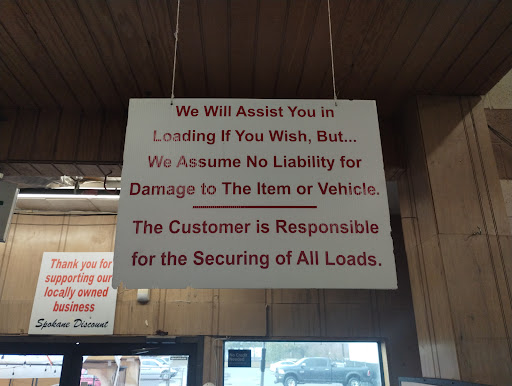 We Will Assist You in
Loading If You Wish, But...
We Assume No Liability for
Damage to The Item or Vehicle.
The Customer is Responsible
for the Securing of All Loads.
Thank you for
supporting our
locally owned
business
Spokane Discount